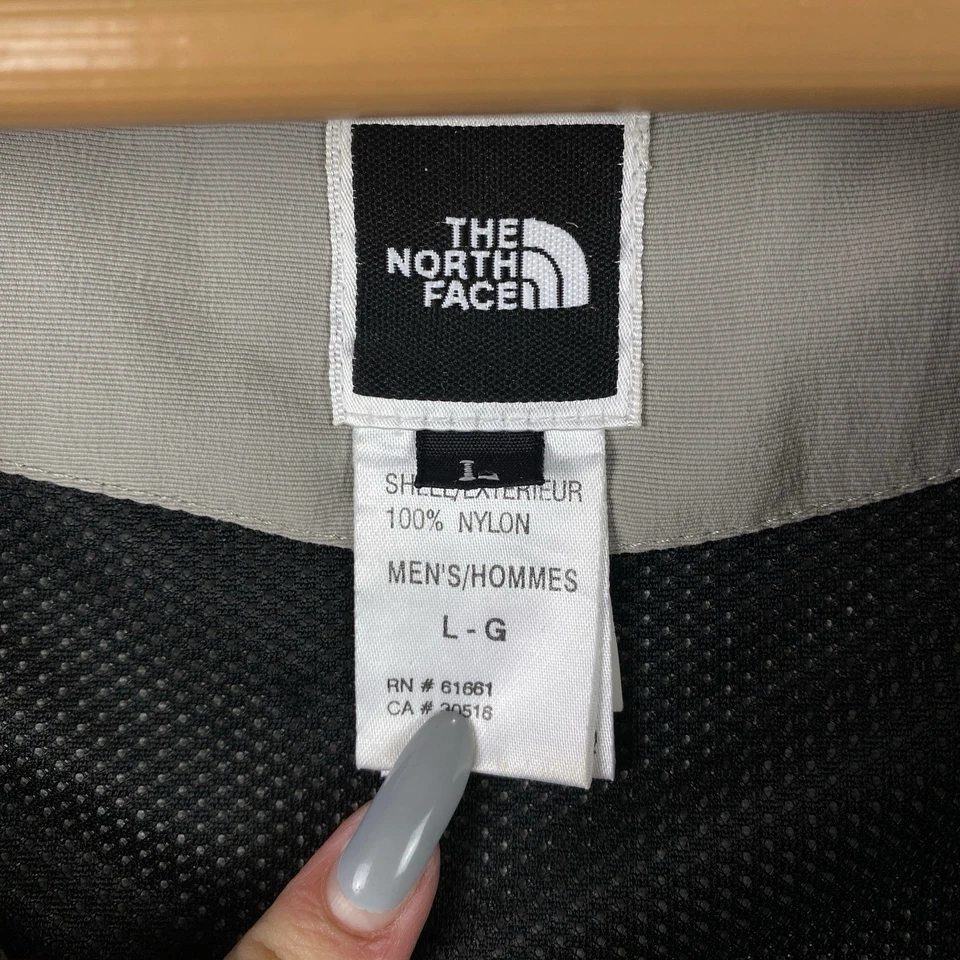 THE
NORTH
FACE
L
SHELL/EXTERIEUR
100% NYLON
MEN'S/HOMMES
L - G
RN # 61661
CA # 30516